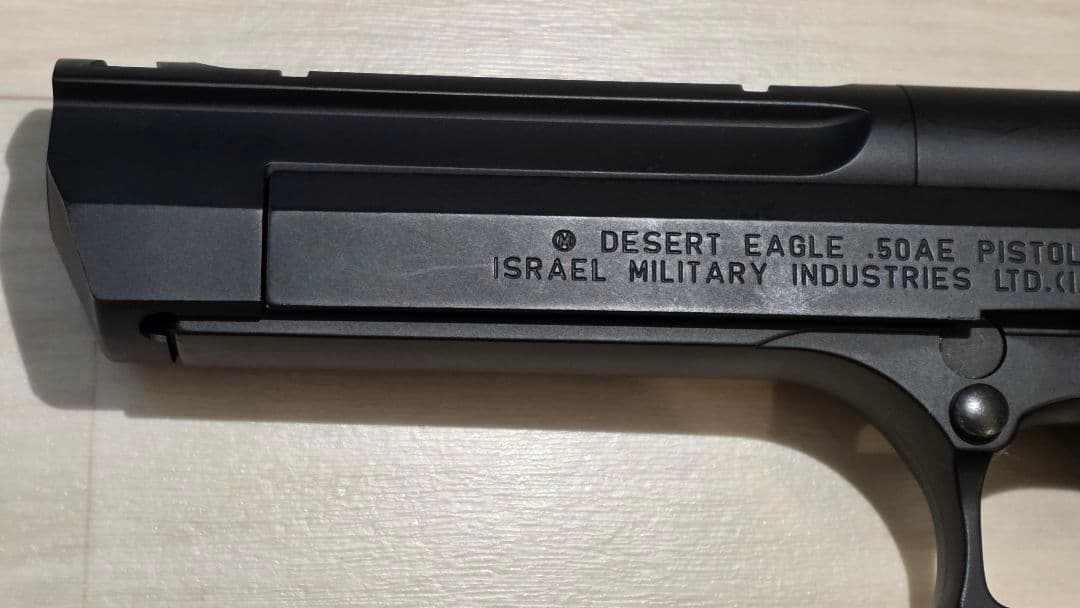 Ⓜ DESERT EAGLE .50AE PISTOL
ISRAEL MILITARY INDUSTRIES LTD.